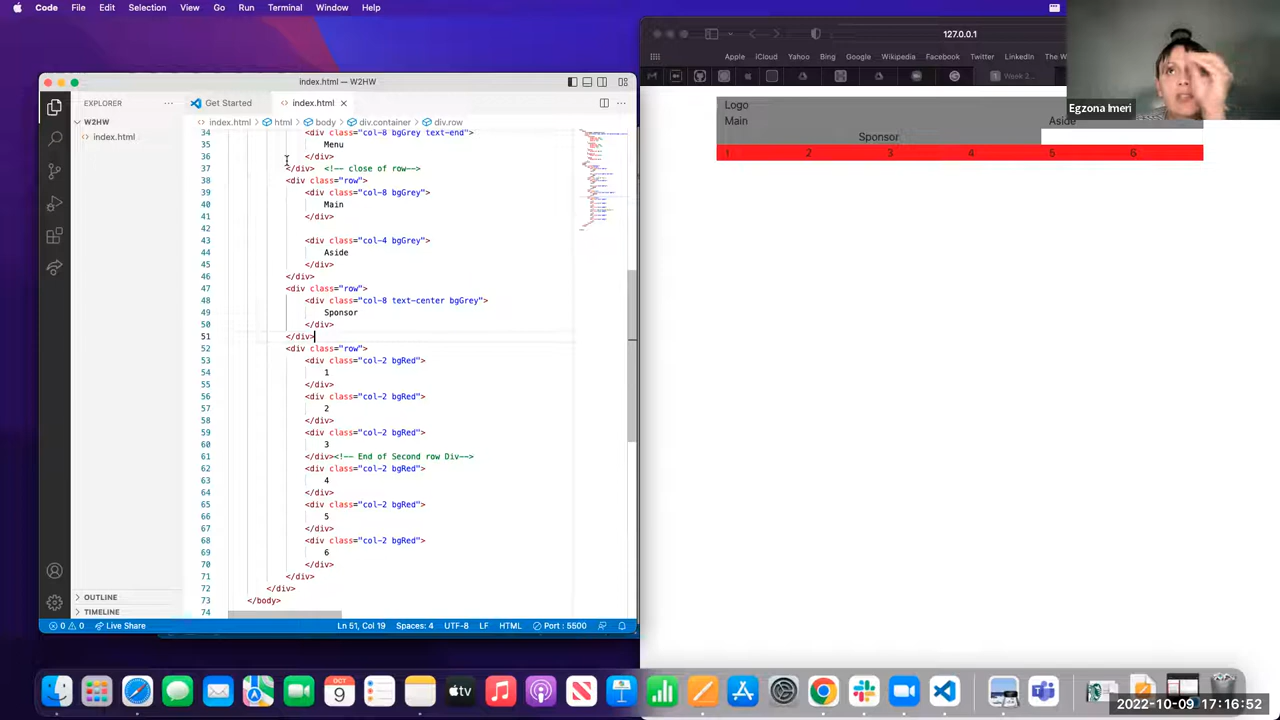 Code File Edit Selection View Go Run Terminal Window Help
index.html — W2HW
EXPLORER
Get Started
index.html
W2HW
index.html
index.html > html > body > div.container > div.row
34 <div class="col-8 bgGrey text-end">
35 Menu
36 </div>
37 </div> <!-- close of row-->
38 <div class="row">
39 <div class="col-8 bgGrey">
40 Main
41 </div>
42
43 <div class="col-4 bgGrey">
44 Aside
45 </div>
46 </div>
47 <div class="row">
48 <div class="col-8 text-center bgGrey">
49 Sponsor
50 </div>
51 </div>
52 <div class="row">
53 <div class="col-2 bgRed">
54 1
55 </div>
56 <div class="col-2 bgRed">
57 2
58 </div>
59 <div class="col-2 bgRed">
60 3
61 </div><!-- End of Second row Div-->
62 <div class="col-2 bgRed">
63 4
64 </div>
65 <div class="col-2 bgRed">
66 5
67 </div>
68 <div class="col-2 bgRed">
69 6
70 </div>
71 </div>
72 </div>
73 </body>
74
OUTLINE
TIMELINE
0 0 Live Share
Ln 51, Col 19 Spaces: 4 UTF-8 LF HTML Port : 5500
127.0.0.1
Apple iCloud Yahoo Bing Google Wikipedia Facebook Twitter LinkedIn The W
Week 2...
Logo
Main Aside
Sponsor
1 2 3 4 5 6
Egzona Imeri
OCT
9
tv
2022-10-09 17:16:52